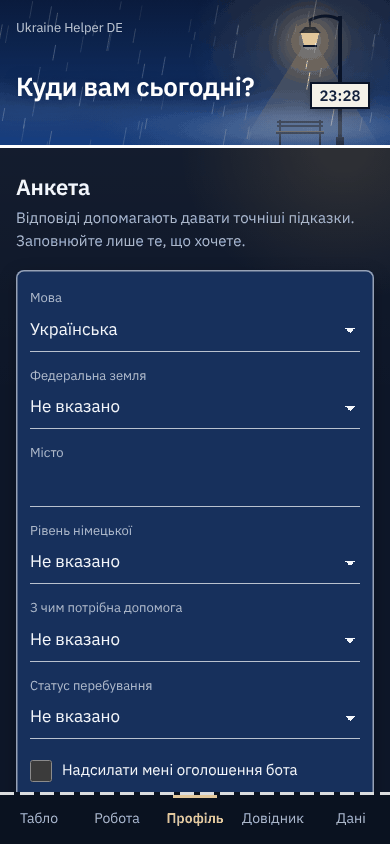 Ukraine Helper DE
Куди вам сьогодні?
23:28
Анкета
Відповіді допомагають давати точніші підказки.
Заповнюйте лише те, що хочете.
Мова
Українська
Федеральна земля
Не вказано
Місто
Рівень німецької
Не вказано
З чим потрібна допомога
Не вказано
Статус перебування
Не вказано
Надсилати мені оголошення бота
Табло Робота Профіль Довідник Дані